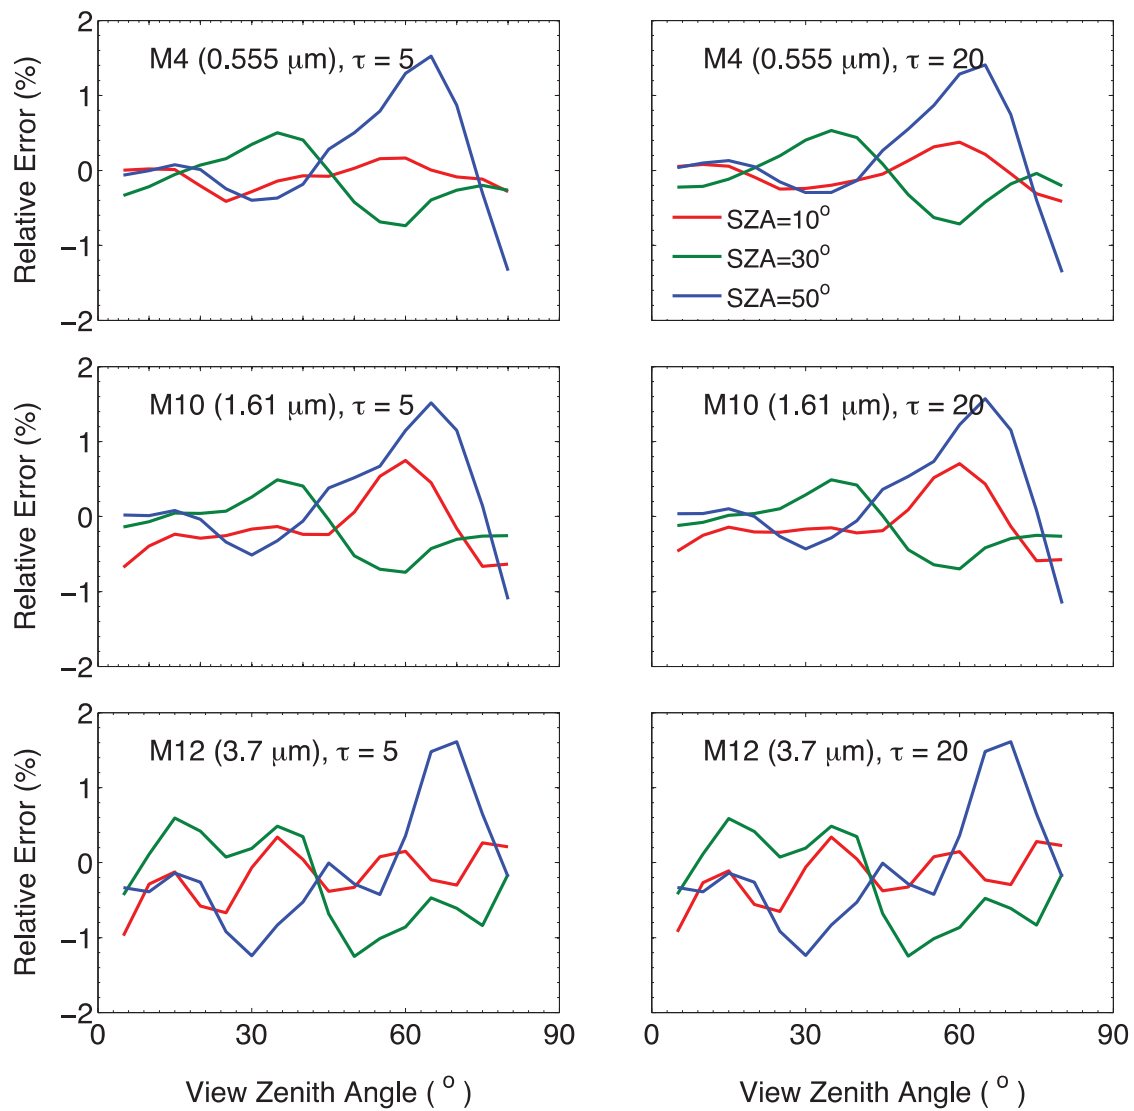 M4 (0.555 μm), τ = 5
M4 (0.555 μm), τ = 20
Relative Error (%)
2
1
0
−1
−2
SZA=10°
SZA=30°
SZA=50°
M10 (1.61 μm), τ = 5
M10 (1.61 μm), τ = 20
Relative Error (%)
2
1
0
−1
−2
M12 (3.7 μm), τ = 5
M12 (3.7 μm), τ = 20
Relative Error (%)
2
1
0
−1
−2
0 30 60 90
0 30 60 90
View Zenith Angle ( °)
View Zenith Angle ( °)